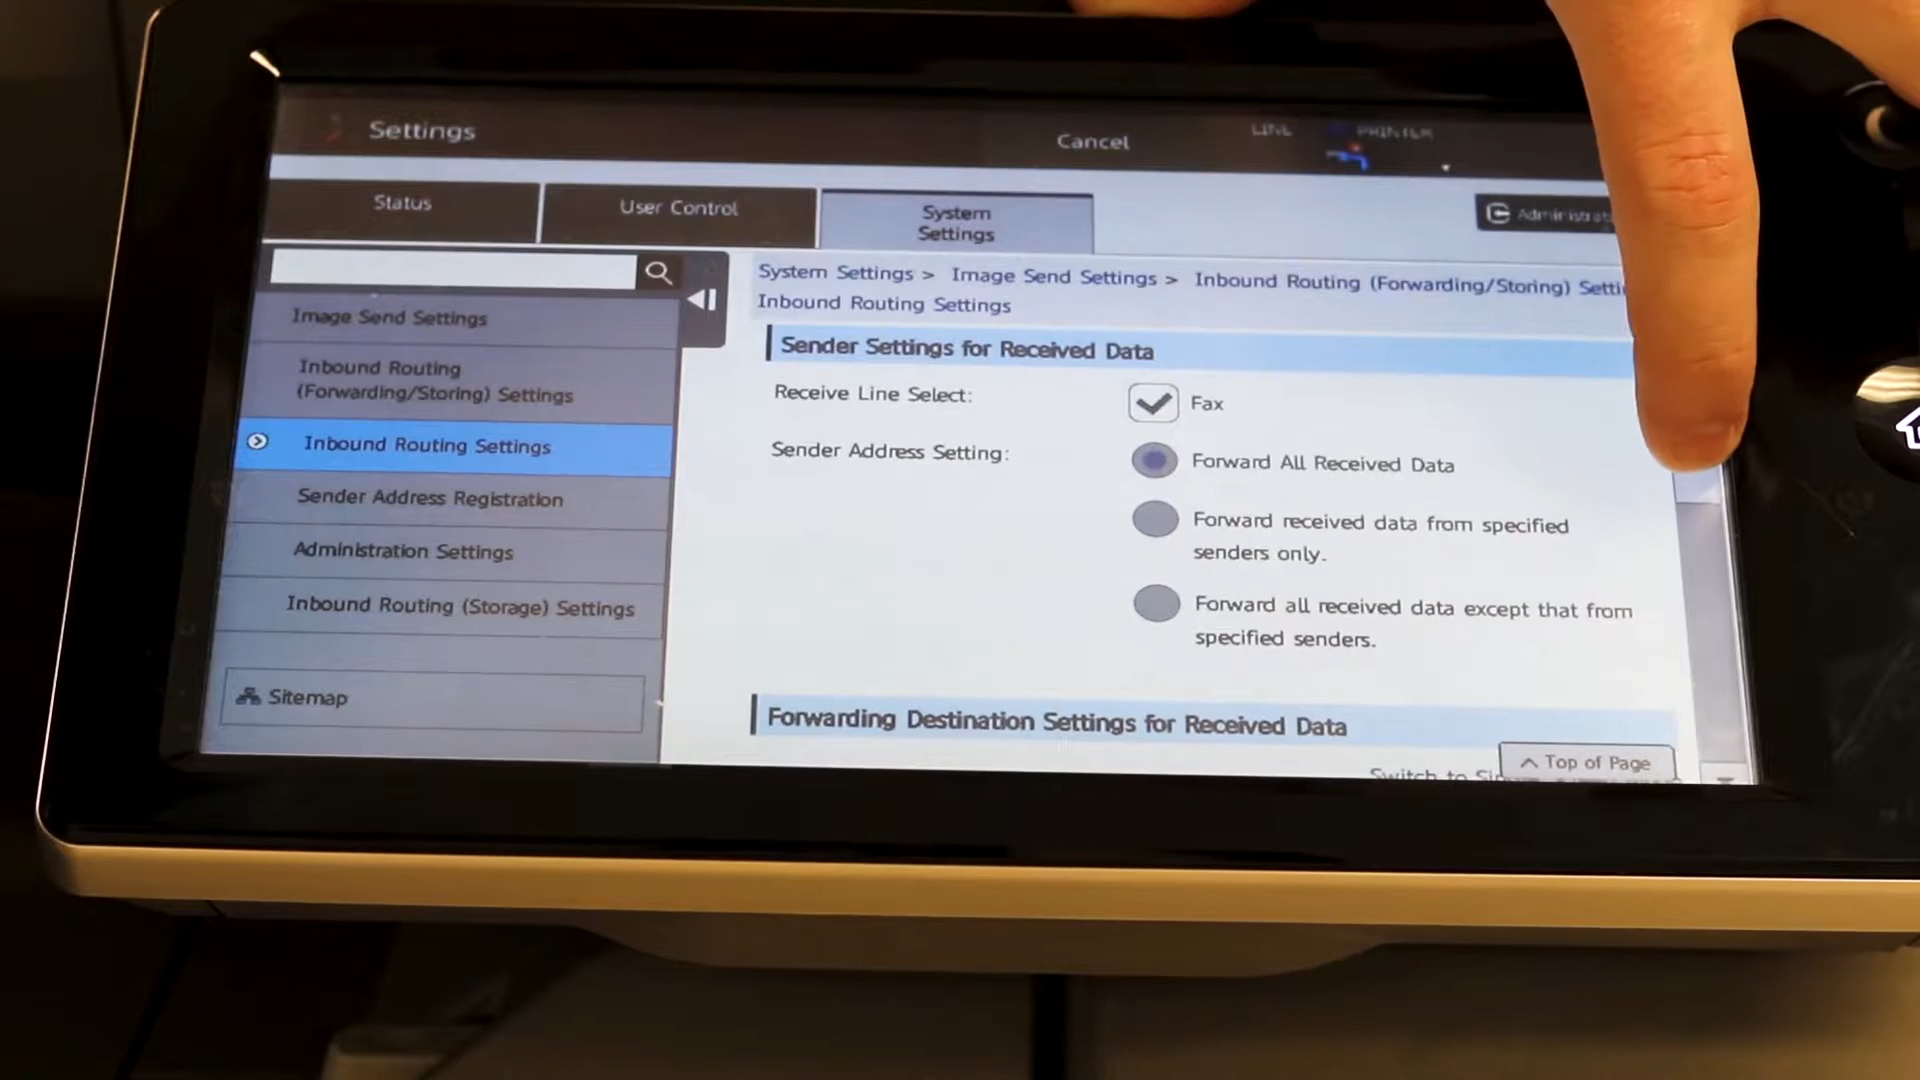 Settings
Cancel
LINE
PRINTER
Status
User Control
System
Settings
System Settings > Image Send Settings > Inbound Routing (Forwarding/Storing)
Inbound Routing Settings
Image Send Settings
Inbound Routing
(Forwarding/Storing) Settings
Inbound Routing Settings
Sender Address Registration
Administration Settings
Inbound Routing (Storage) Settings
Sitemap
Sender Settings for Received Data
Receive Line Select:
Fax
Sender Address Setting:
Forward All Received Data
Forward received data from specified
senders only.
Forward all received data except that from
specified senders.
Forwarding Destination Settings for Received Data
Switch to
Top of Page